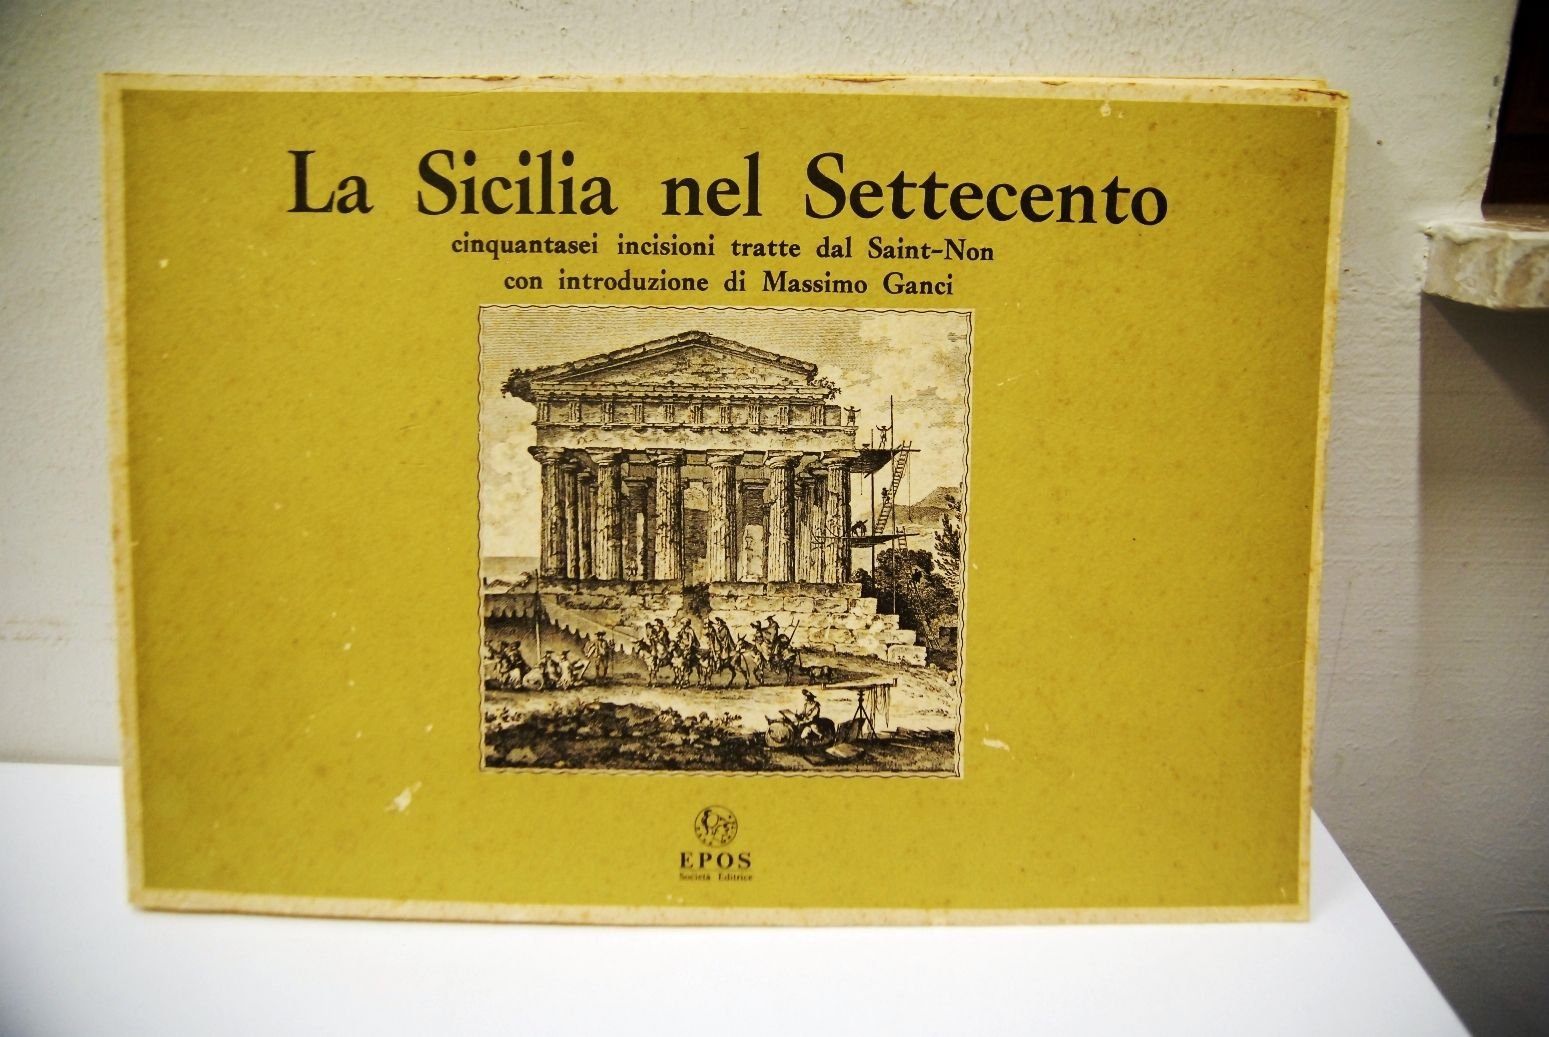 La Sicilia nel Settecento
cinquantasei incisioni tratte dal Saint-Non
con introduzione di Massimo Ganci
EPOS
Società Editrice